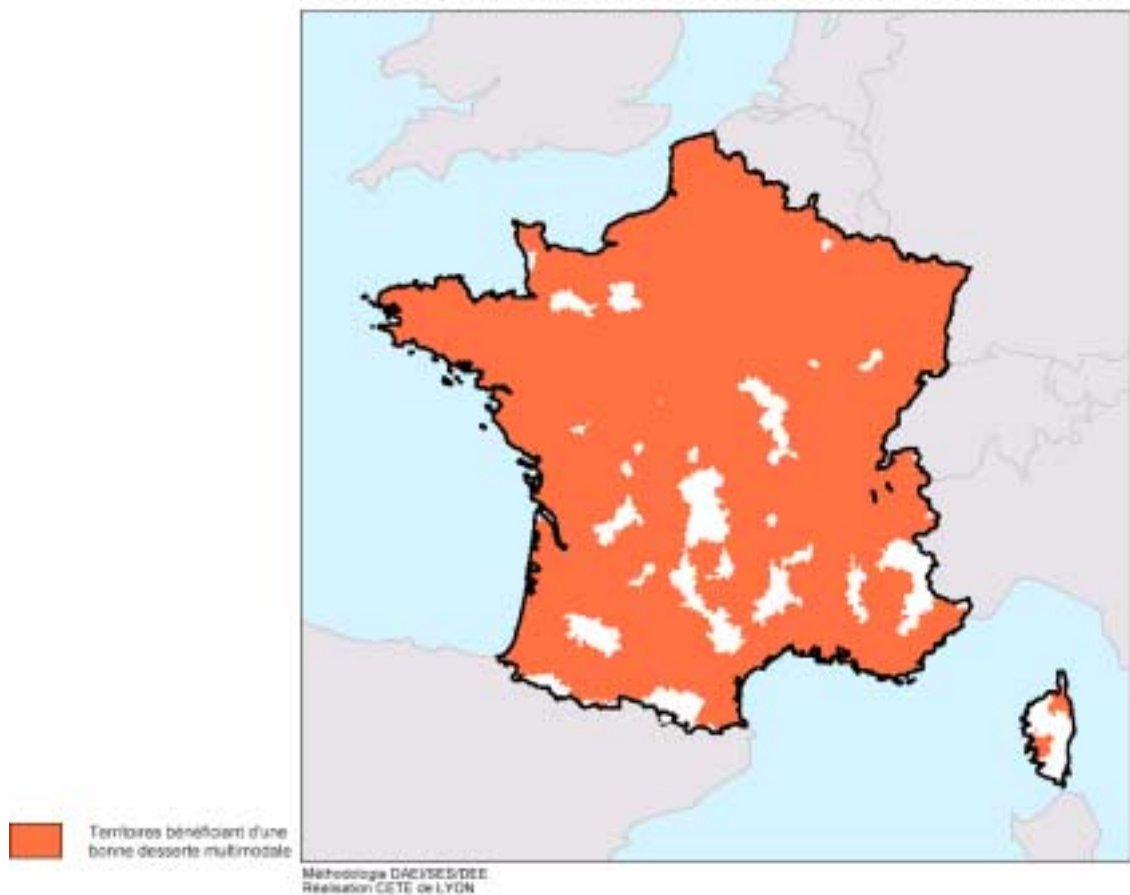 Territoires bénéficiant d'une
bonne desserte multimodale
Méthodologie DAEI/SES/DEE
Réalisation CETE de LYON